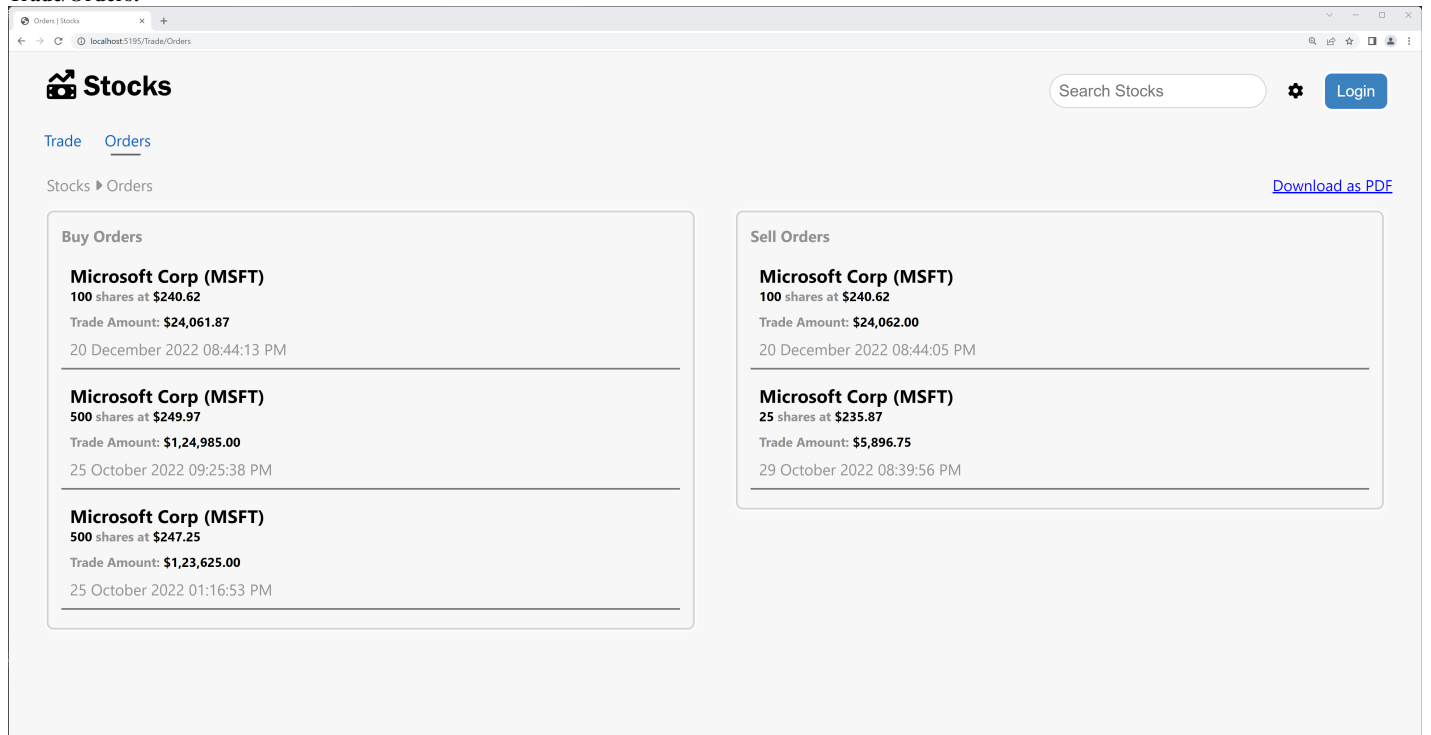 Trade/Orders.
Orders | Stocks
localhost:5195/Trade/Orders
Stocks
Search Stocks
Login
Trade Orders
Stocks Orders
Download as PDF
Buy Orders
Microsoft Corp (MSFT)
100 shares at $240.62
Trade Amount: $24,061.87
20 December 2022 08:44:13 PM
Microsoft Corp (MSFT)
500 shares at $249.97
Trade Amount: $1,24,985.00
25 October 2022 09:25:38 PM
Microsoft Corp (MSFT)
500 shares at $247.25
Trade Amount: $1,23,625.00
25 October 2022 01:16:53 PM
Sell Orders
Microsoft Corp (MSFT)
100 shares at $240.62
Trade Amount: $24,062.00
20 December 2022 08:44:05 PM
Microsoft Corp (MSFT)
25 shares at $235.87
Trade Amount: $5,896.75
29 October 2022 08:39:56 PM